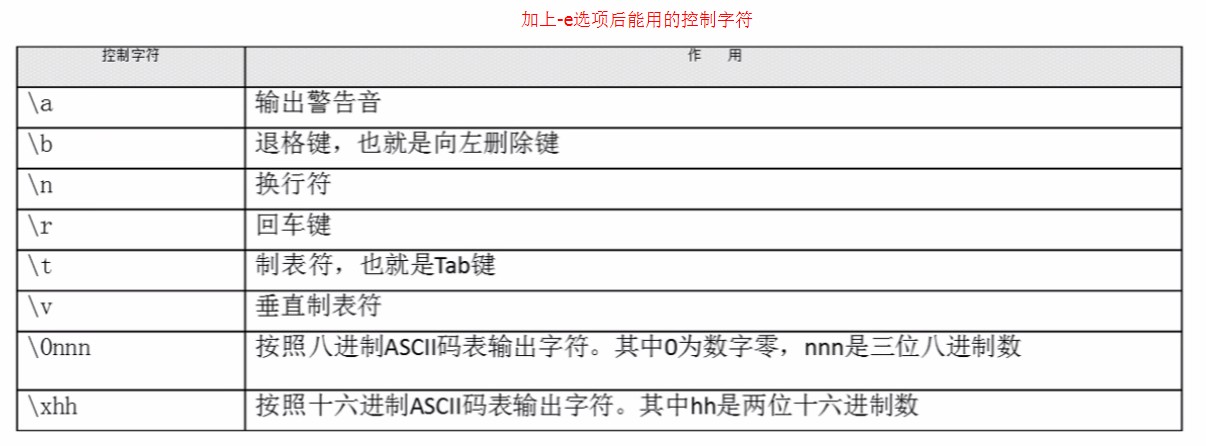 加上-e选项后能用的控制字符
控制字符 作 用
\a 输出警告音
\b 退格键，也就是向左删除键
\n 换行符
\r 回车键
\t 制表符，也就是Tab键
\v 垂直制表符
\0nnn 按照八进制ASCII码表输出字符。其中0为数字零，nnn是三位八进制数
\xhh 按照十六进制ASCII码表输出字符。其中hh是两位十六进制数